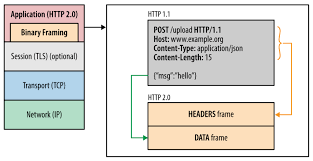 Application (HTTP 2.0)
Binary Framing
Session (TLS) (optional)
Transport (TCP)
Network (IP)
HTTP 1.1
POST /upload HTTP/1.1
Host: www.example.org
Content-Type: application/json
Content-Length: 15
{"msg":"hello"}
HTTP 2.0
HEADERS frame
DATA frame